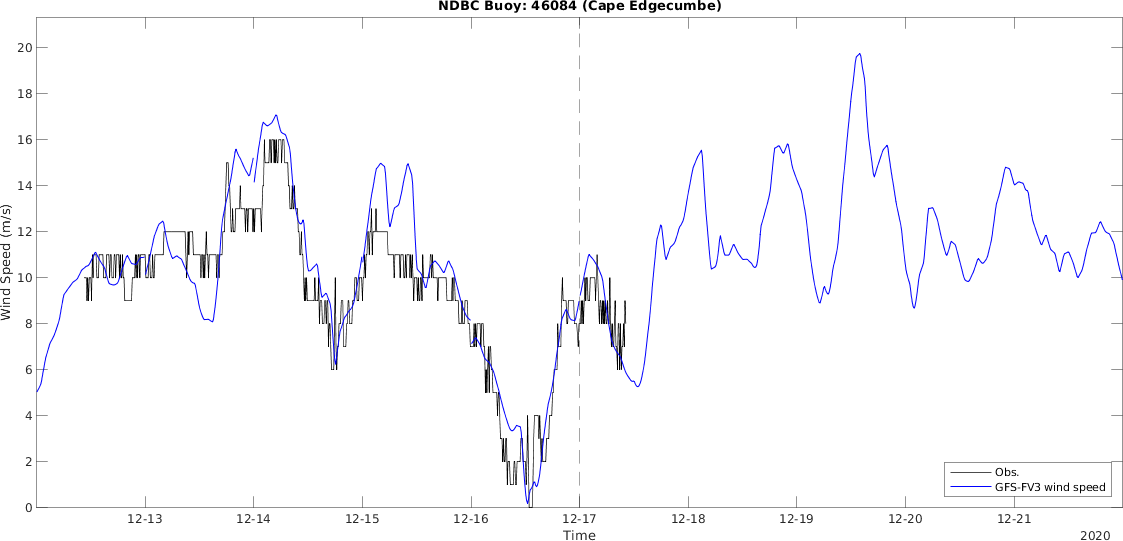 NDBC Buoy: 46084 (Cape Edgecumbe)
Wind Speed (m/s)
20
18
16
14
12
10
8
6
4
2
0
Obs.
GFS-FV3 wind speed
12-13 12-14 12-15 12-16 12-17 12-18 12-19 12-20 12-21
Time
2020